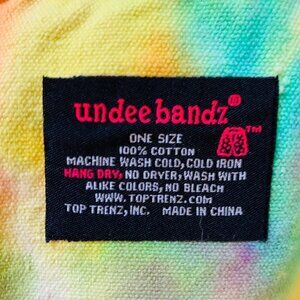 undee bandz®
ONE SIZE
™
100% COTTON
MACHINE WASH COLD, COLD IRON
HANG DRY, NO DRYER, WASH WITH
ALIKE COLORS, NO BLEACH
WWW.TOPTRENZ.COM
TOP TRENZ, INC. MADE IN CHINA